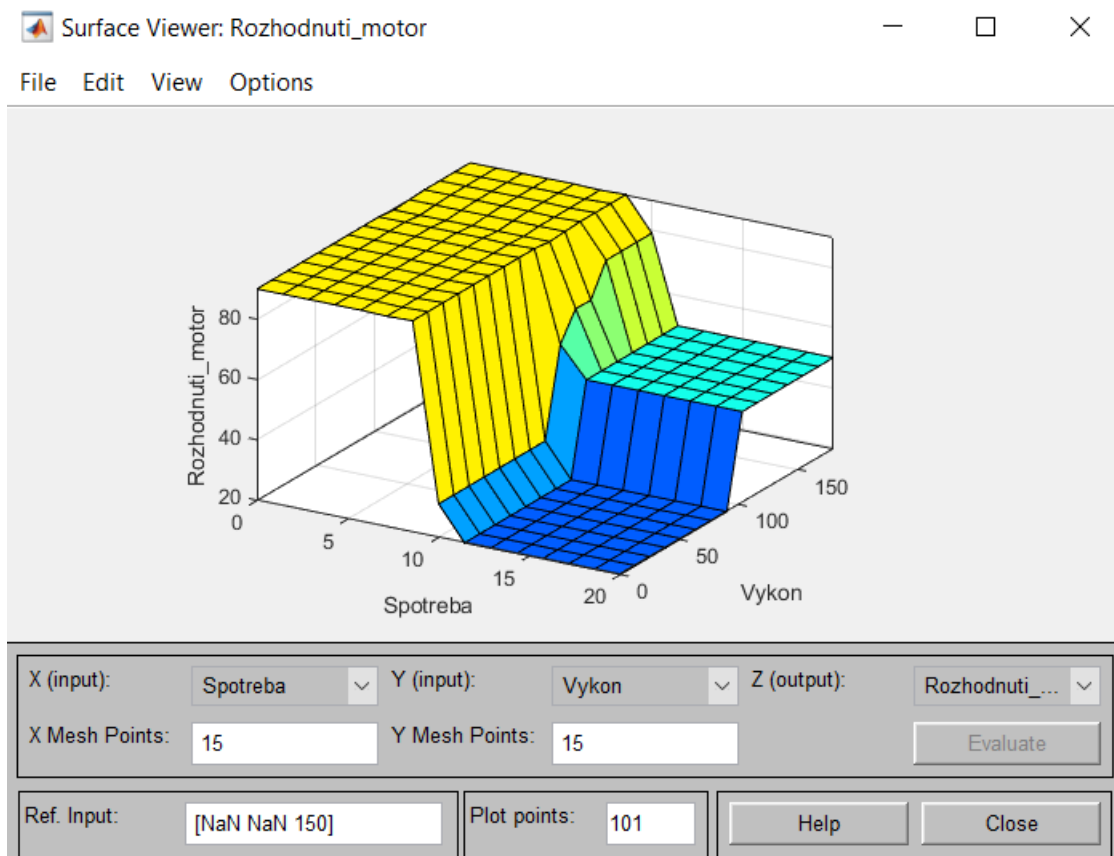 Surface Viewer: Rozhodnuti_motor
File Edit View Options
Rozhodnuti_motor
80
60
40
20
0
5
10
15
20
Spotreba
0
50
100
150
Vykon
X (input): Spotreba Y (input): Vykon Z (output): Rozhodnuti_...
X Mesh Points: 15 Y Mesh Points: 15 Evaluate
Ref. Input: [NaN NaN 150] Plot points: 101 Help Close